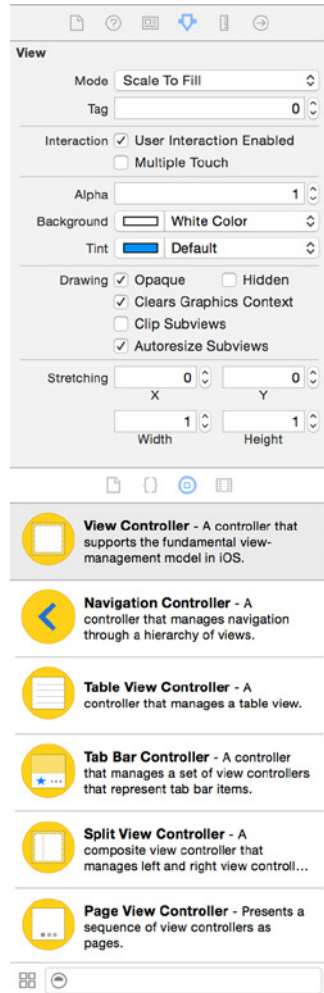 View
Mode Scale To Fill
Tag 0
Interaction User Interaction Enabled
Multiple Touch
Alpha 1
Background White Color
Tint Default
Drawing Opaque Hidden
Clears Graphics Context
Clip Subviews
Autoresize Subviews
Stretching 0 0
X Y
1 1
Width Height
{}
View Controller - A controller that
supports the fundamental view-
management model in iOS.
Navigation Controller - A
controller that manages navigation
through a hierarchy of views.
Table View Controller - A
controller that manages a table view.
Tab Bar Controller - A controller
that manages a set of view controllers
that represent tab bar items.
Split View Controller - A
composite view controller that
manages left and right view controll...
Page View Controller - Presents a
sequence of view controllers as
pages.